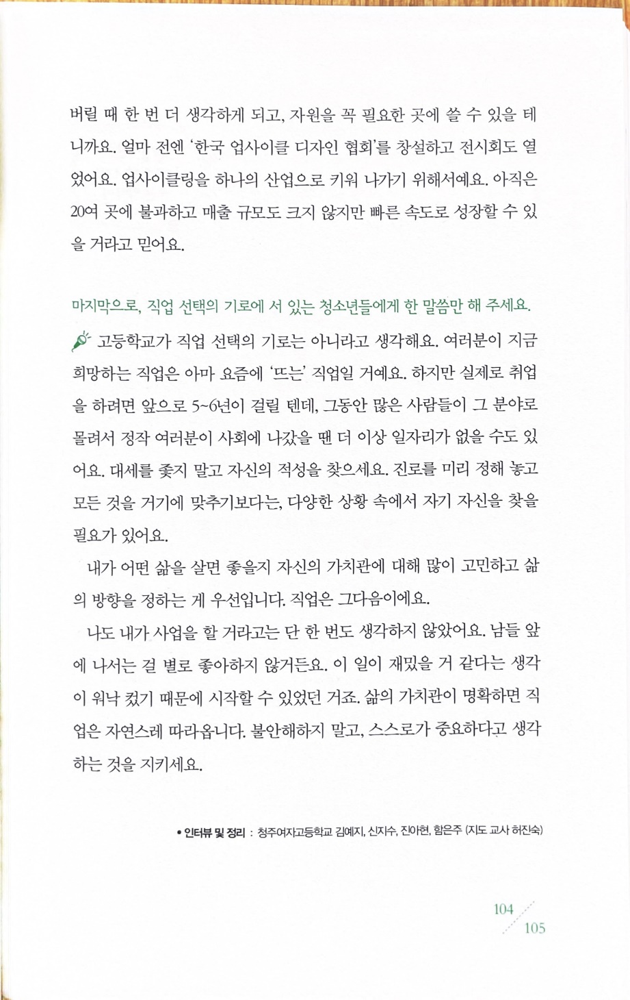 버릴 때 한 번 더 생각하게 되고, 자원을 꼭 필요한 곳에 쓸 수 있을 테
니까요. 얼마 전엔 ‘한국 업사이클 디자인 협회’를 창설하고 전시회도 열
었어요. 업사이클링을 하나의 산업으로 키워 나가기 위해서예요. 아직은
20여 곳에 불과하고 매출 규모도 크지 않지만 빠른 속도로 성장할 수 있
을 거라고 믿어요.
마지막으로, 직업 선택의 기로에 서 있는 청소년들에게 한 말씀만 해 주세요.
고등학교가 직업 선택의 기로는 아니라고 생각해요. 여러분이 지금
희망하는 직업은 아마 요즘에 ‘뜨는’ 직업일 거예요. 하지만 실제로 취업
을 하려면 앞으로 5~6년이 걸릴 텐데, 그동안 많은 사람들이 그 분야로
몰려서 정작 여러분이 사회에 나갔을 땐 더 이상 일자리가 없을 수도 있
어요. 대세를 좇지 말고 자신의 적성을 찾으세요. 진로를 미리 정해 놓고
모든 것을 거기에 맞추기보다는, 다양한 상황 속에서 자기 자신을 찾을
필요가 있어요.
내가 어떤 삶을 살면 좋을지 자신의 가치관에 대해 많이 고민하고 삶
의 방향을 정하는 게 우선입니다. 직업은 그다음이에요.
나도 내가 사업을 할 거라고는 단 한 번도 생각하지 않았어요. 남들 앞
에 나서는 걸 별로 좋아하지 않거든요. 이 일이 재밌을 거 같다는 생각
이 워낙 컸기 때문에 시작할 수 있었던 거죠. 삶의 가치관이 명확하면 직
업은 자연스레 따라옵니다. 불안해하지 말고, 스스로가 중요하다고 생각
하는 것을 지키세요.
• 인터뷰 및 정리 : 청주여자고등학교 김예지, 신지수, 진아현, 함은주 (지도 교사 허진숙)
104
105